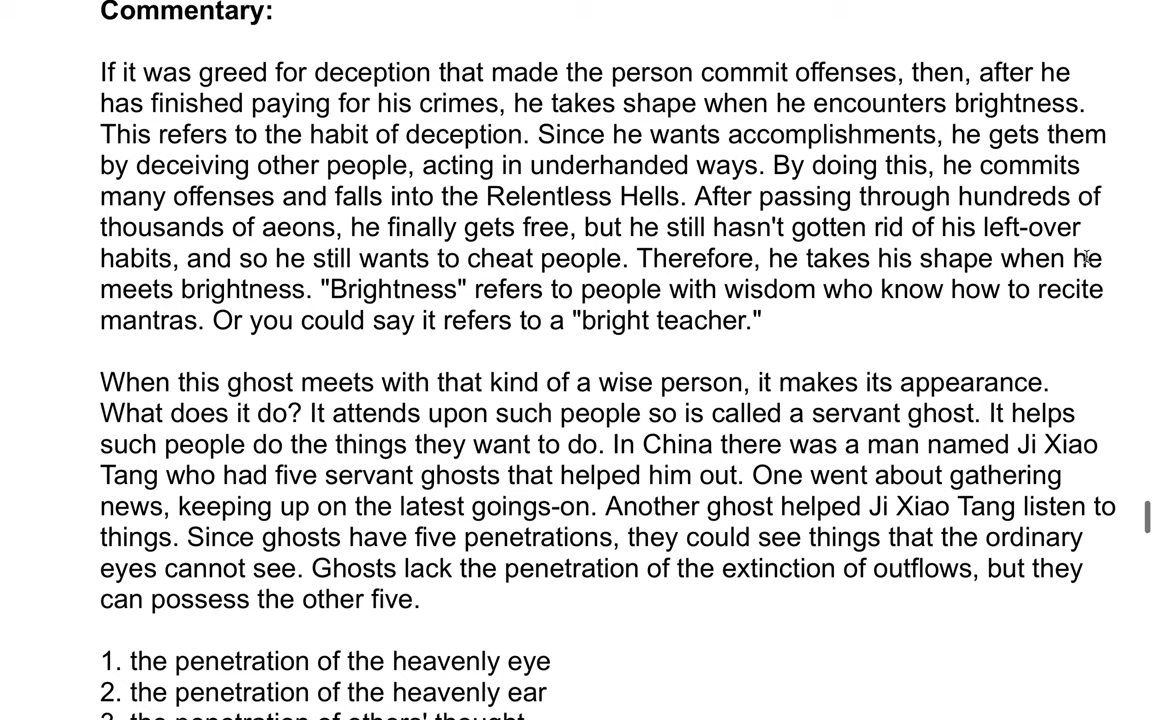 Commentary:
If it was greed for deception that made the person commit offenses, then, after he
has finished paying for his crimes, he takes shape when he encounters brightness.
This refers to the habit of deception. Since he wants accomplishments, he gets them
by deceiving other people, acting in underhanded ways. By doing this, he commits
many offenses and falls into the Relentless Hells. After passing through hundreds of
thousands of aeons, he finally gets free, but he still hasn't gotten rid of his left-over
habits, and so he still wants to cheat people. Therefore, he takes his shape when he
meets brightness. "Brightness" refers to people with wisdom who know how to recite
mantras. Or you could say it refers to a "bright teacher."
When this ghost meets with that kind of a wise person, it makes its appearance.
What does it do? It attends upon such people so is called a servant ghost. It helps
such people do the things they want to do. In China there was a man named Ji Xiao
Tang who had five servant ghosts that helped him out. One went about gathering
news, keeping up on the latest goings-on. Another ghost helped Ji Xiao Tang listen to
things. Since ghosts have five penetrations, they could see things that the ordinary
eyes cannot see. Ghosts lack the penetration of the extinction of outflows, but they
can possess the other five.
1. the penetration of the heavenly eye
2. the penetration of the heavenly ear
3. the penetration of others' thought